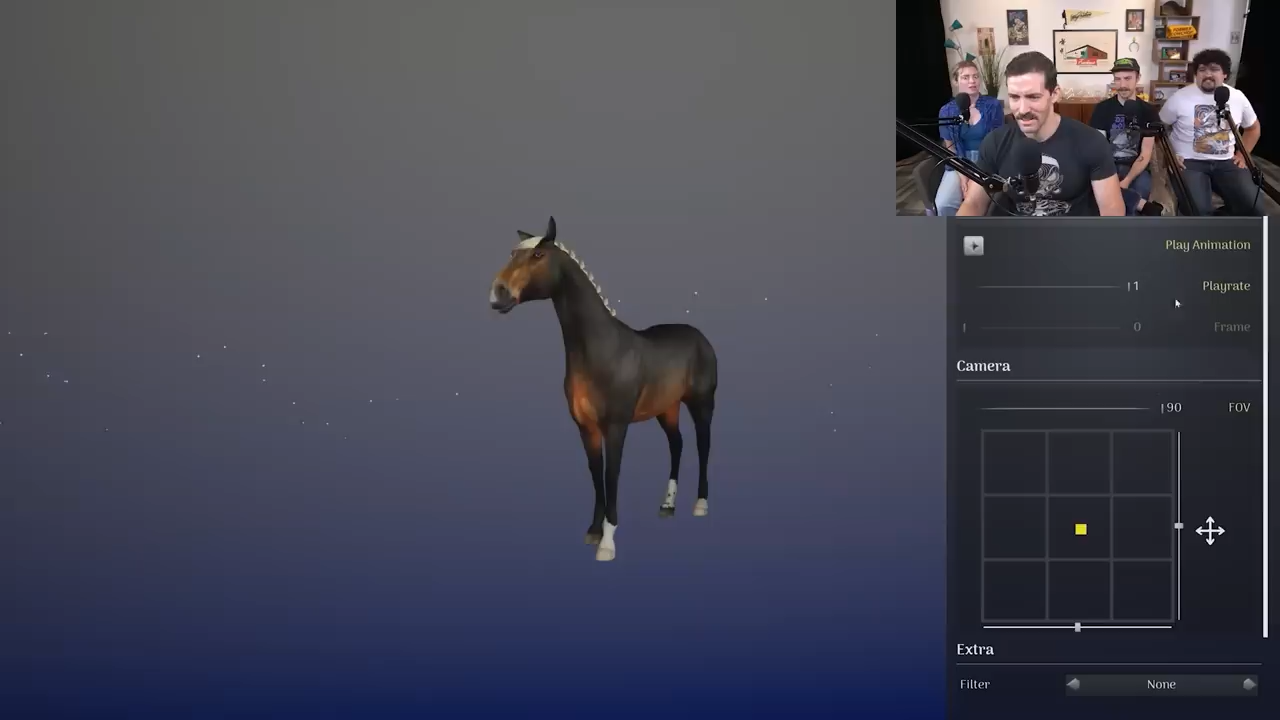 Play Animation
1 Playrate
0 Frame
Camera
90 FOV
Extra
Filter None